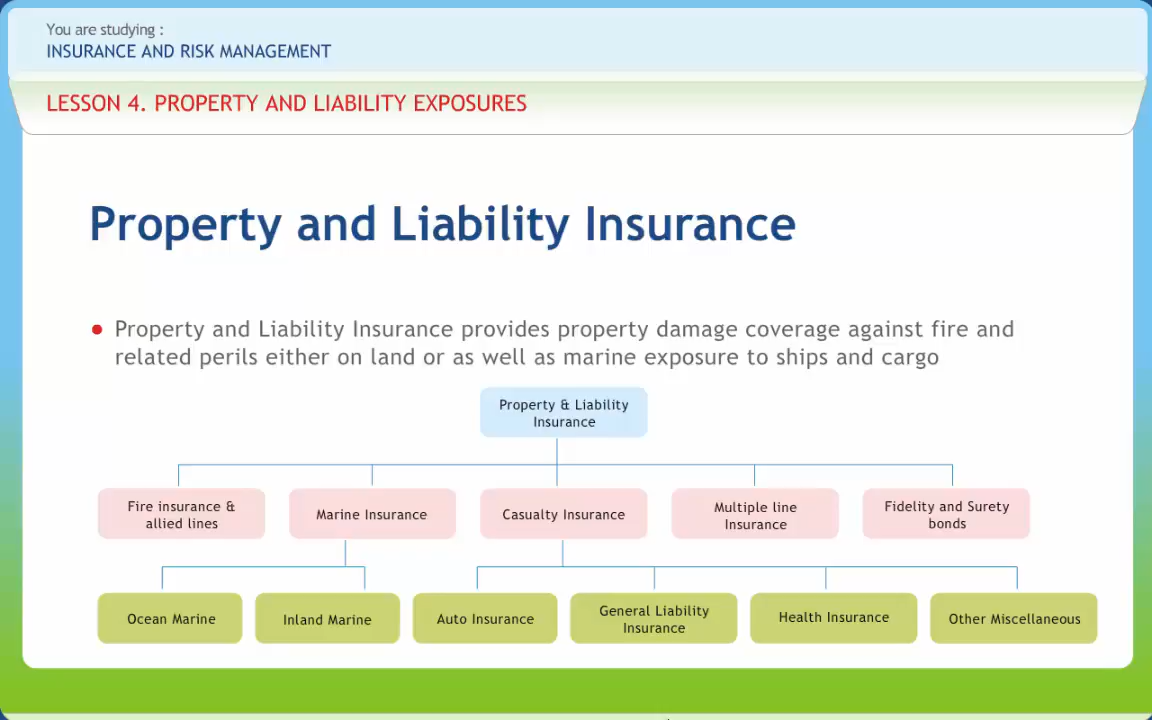 You are studying :
INSURANCE AND RISK MANAGEMENT
LESSON 4. PROPERTY AND LIABILITY EXPOSURES
Property and Liability Insurance
Property and Liability Insurance provides property damage coverage against fire and
related perils either on land or as well as marine exposure to ships and cargo
Property & Liability
Insurance
Fire insurance &
allied lines
Marine Insurance
Casualty Insurance
Multiple line
Insurance
Fidelity and Surety
bonds
Ocean Marine
Inland Marine
Auto Insurance
General Liability
Insurance
Health Insurance
Other Miscellaneous